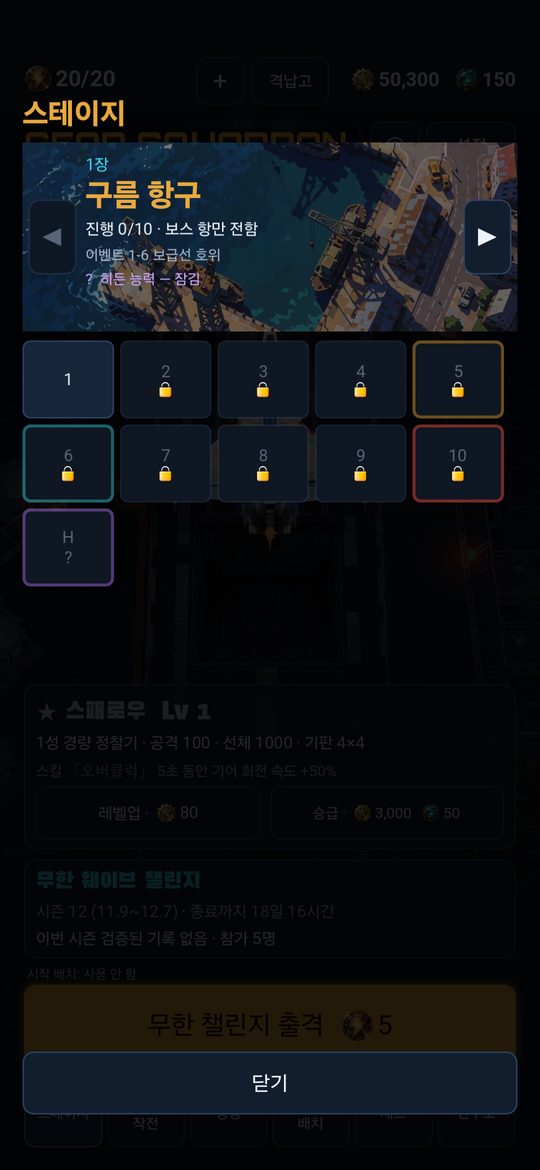 20/20
+
격납고
50,300
150
스테이지
1장
구름 항구
◀
▶
진행 0/10 · 보스 항만 전함
이벤트 1-6 보급선 호위
? 히든 능력 — 잠김
1
2
3
4
5
6
7
8
9
10
H
?
★ 스패로우 Lv 1
1성 경량 정찰기 · 공격 100 · 선체 1000 · 기판 4×4
스킬 「오버클럭」 5초 동안 기어 회전 속도 +50%
레벨업 · 80
승급 · 3,000 50
무한 웨이브 챌린지
시즌 12 (11.9~12.7) · 종료까지 18일 16시간
이번 시즌 검증된 기록 없음 · 참가 5명
시작 배치: 사용 안 함
무한 챌린지 출격 5
닫기
작전
배치